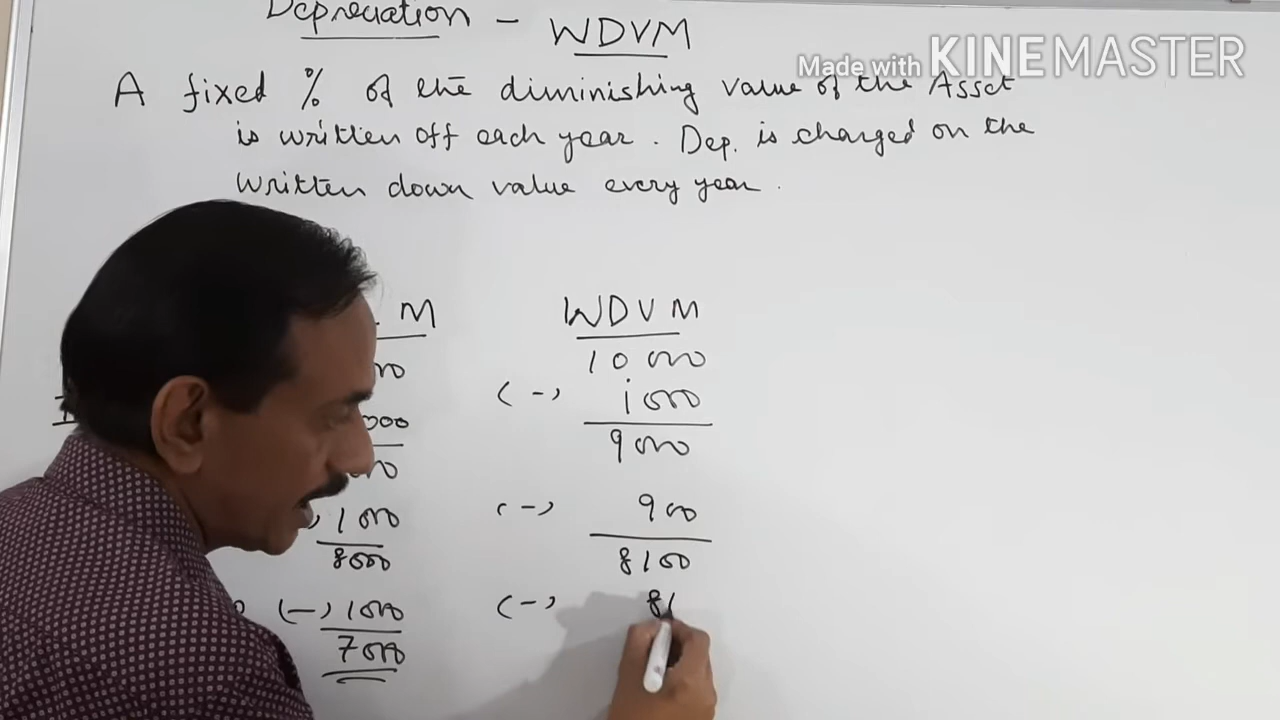 Depreciation - WDVM
Made with KINEMASTER
A fixed % of the diminishing value of the Asset
is written off each year. Dep. is charged on the
written down value every year.
M WDVM
10000
(-) 1000
000
9000
(-) 900
1000
8000 8100
(-) 1000 (-) 81
7000